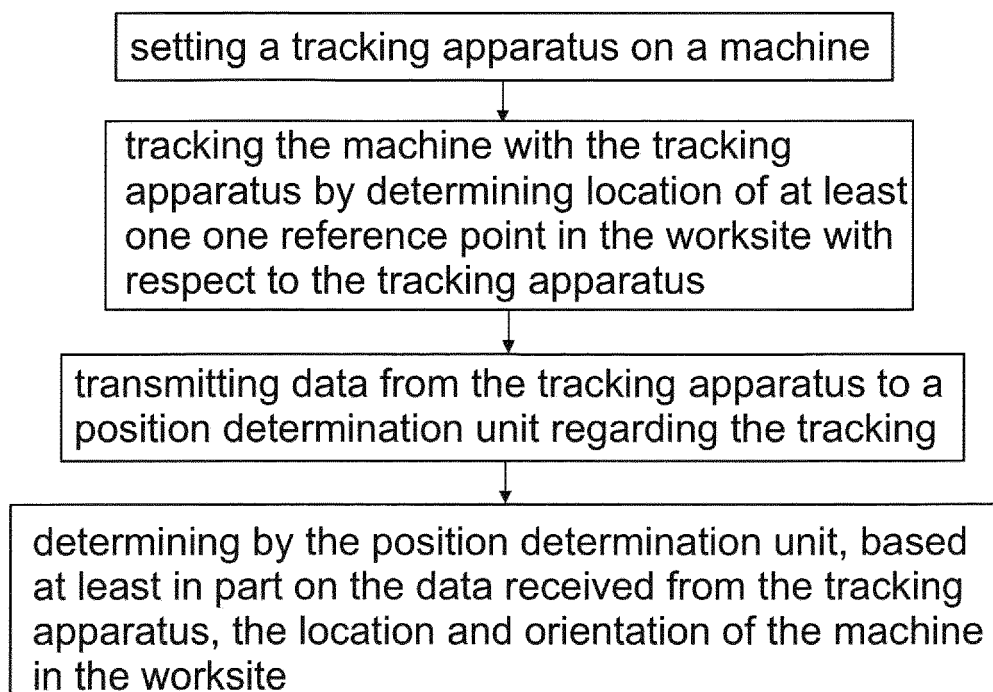 setting a tracking apparatus on a machine
tracking the machine with the tracking
apparatus by determining location of at least
one one reference point in the worksite with
respect to the tracking apparatus
transmitting data from the tracking apparatus to a
position determination unit regarding the tracking
determining by the position determination unit, based
at least in part on the data received from the tracking
apparatus, the location and orientation of the machine
in the worksite